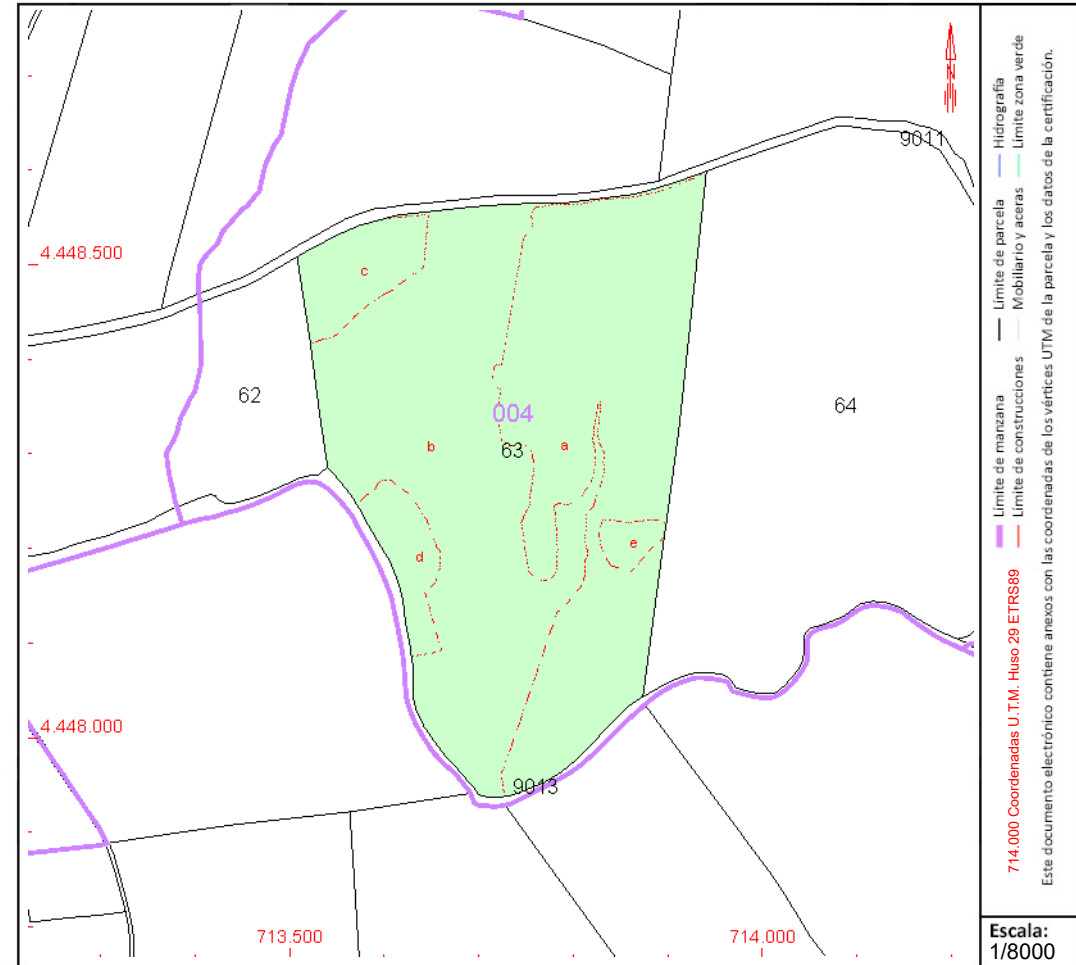 9011
N
4.448.500
c
62
004
64
b
63
a
d
e
4.448.000
9013
713.500
714.000
Límite de manzana
Límite de parcela
Hidrografía
Límite de construcciones
Mobiliario y aceras
Límite zona verde
714.000 Coordenadas U.T.M. Huso 29 ETRS89
Este documento electrónico contiene anexos con las coordenadas de los vértices UTM de la parcela y los datos de la certificación.
Escala:
1/8000